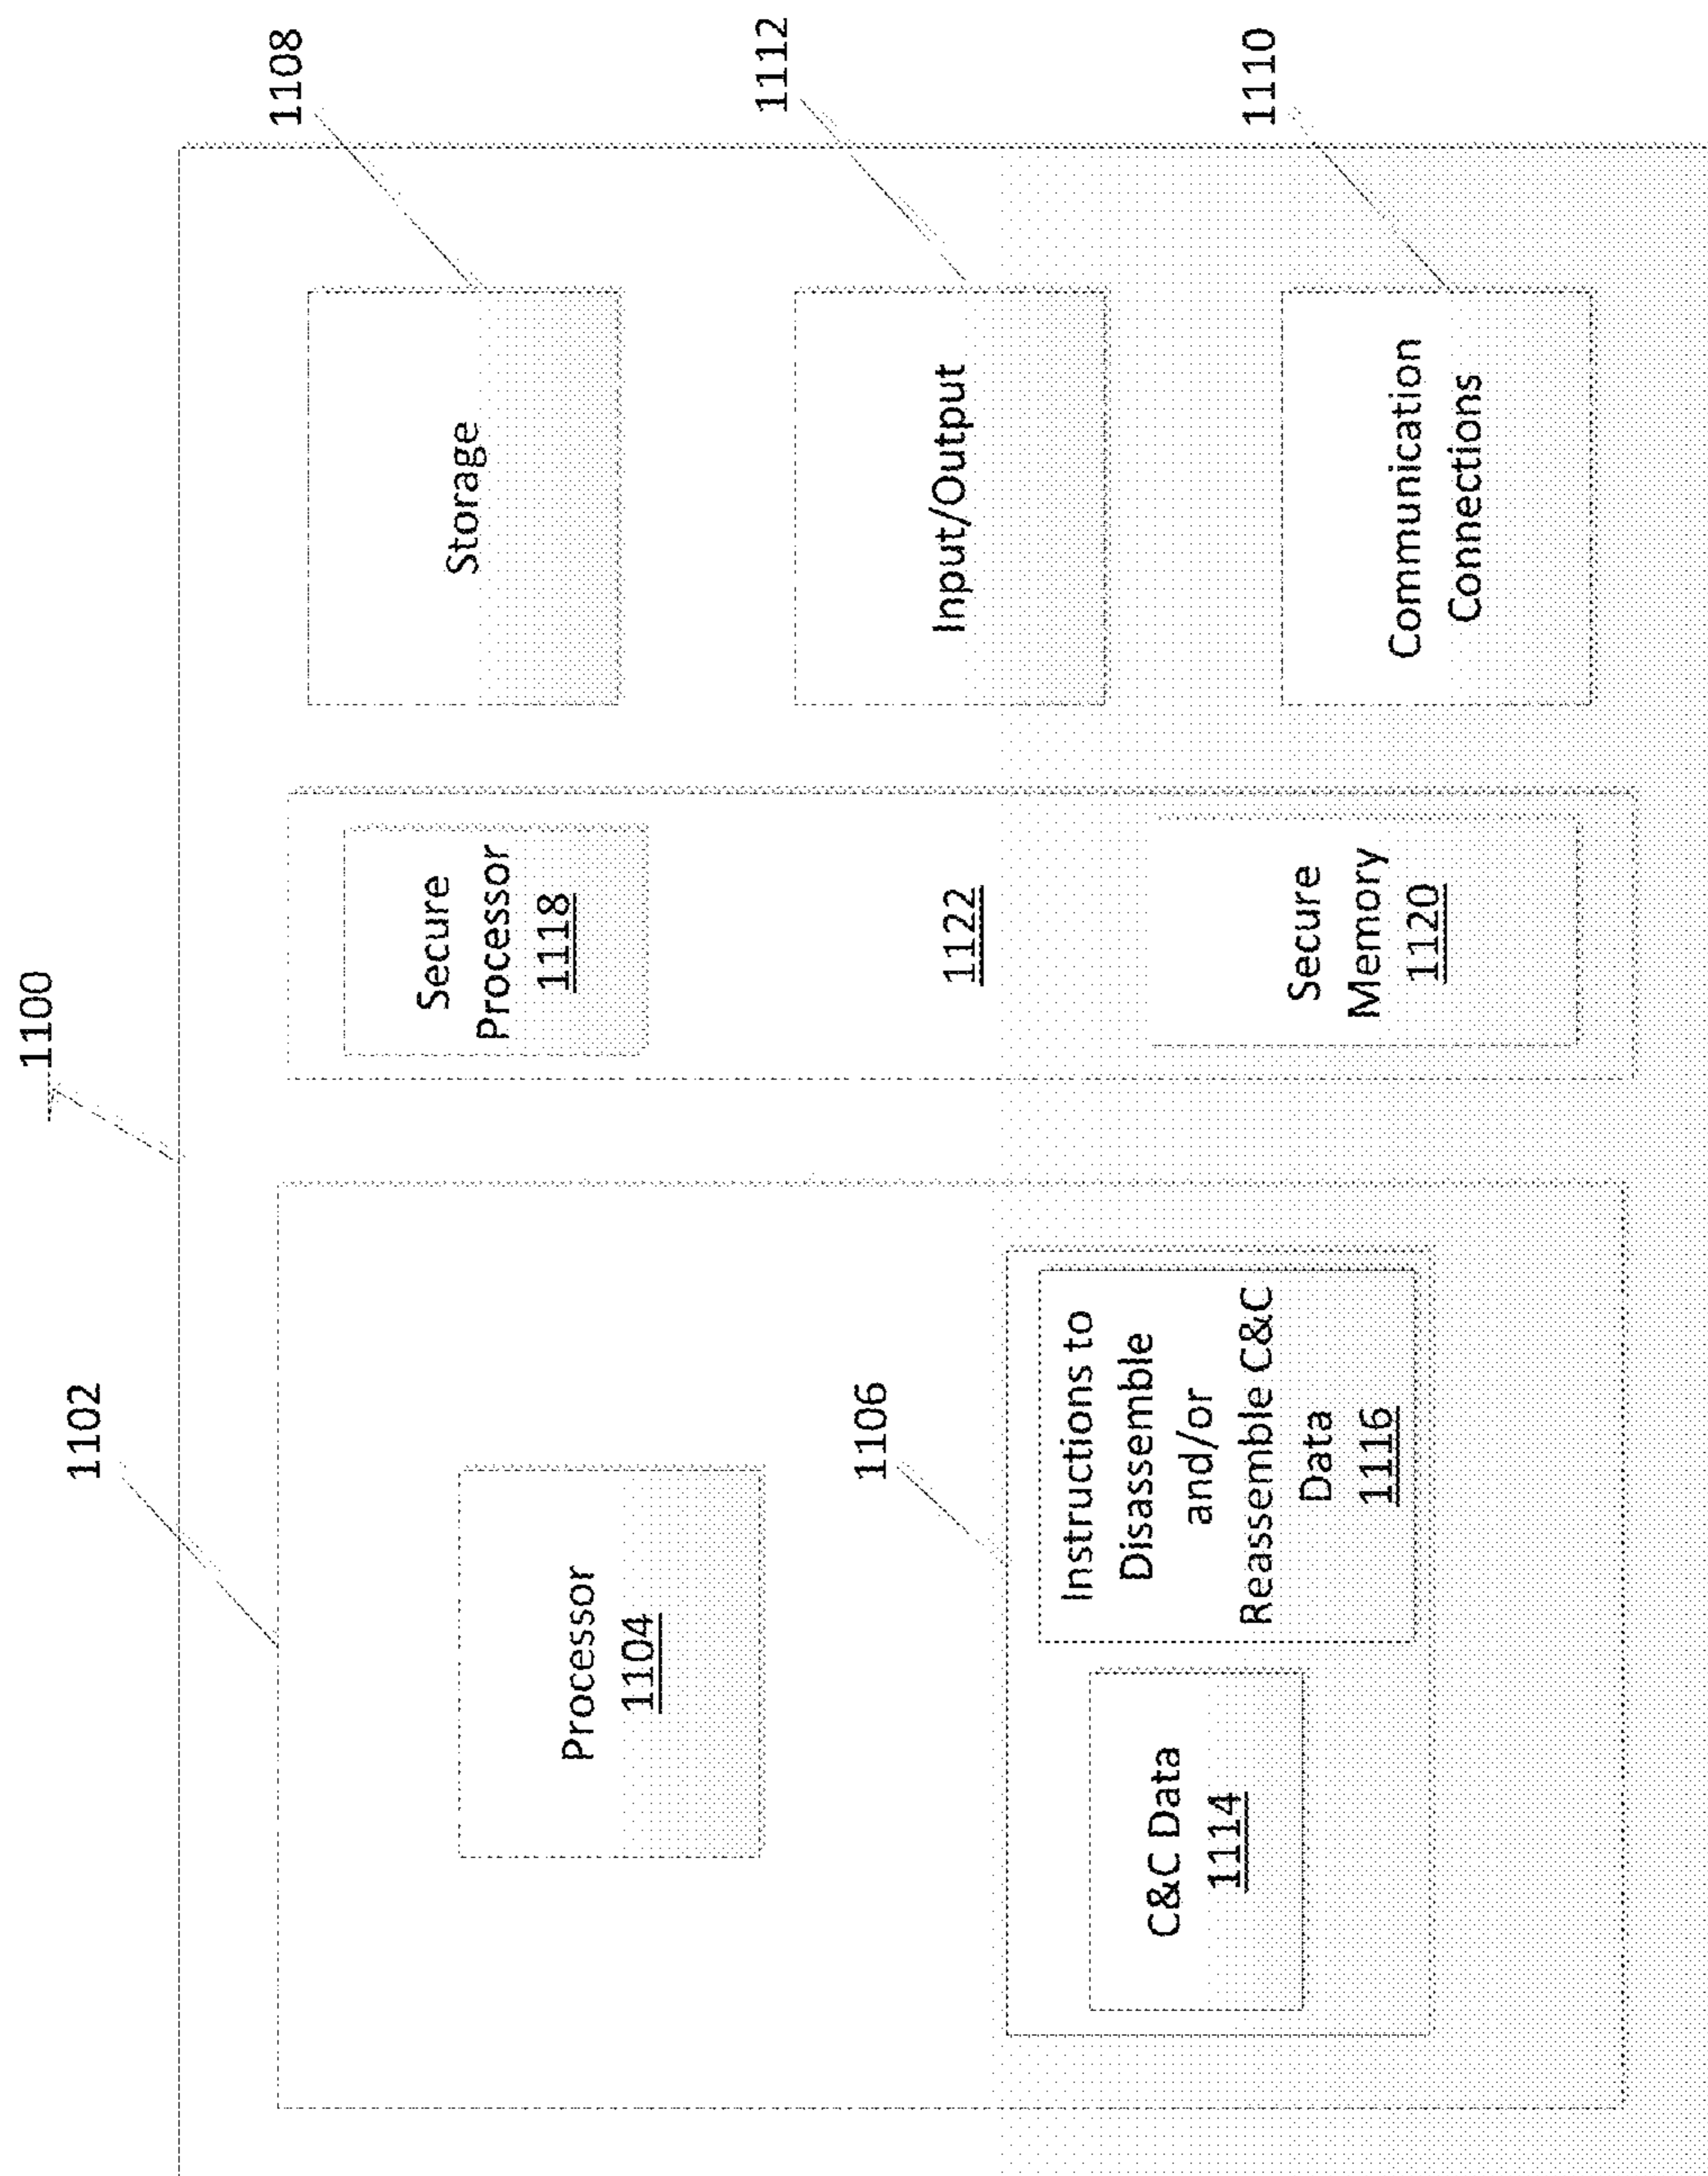 1100
1102
1108
Processor
1104
Secure
Processor
1118
Storage
1106
1112
1122
Input/Output
C&C Data
1114
Instructions to
Disassemble
and/or
Reassemble C&C
Data
1116
Secure
Memory
1120
1110
Communication
Connections